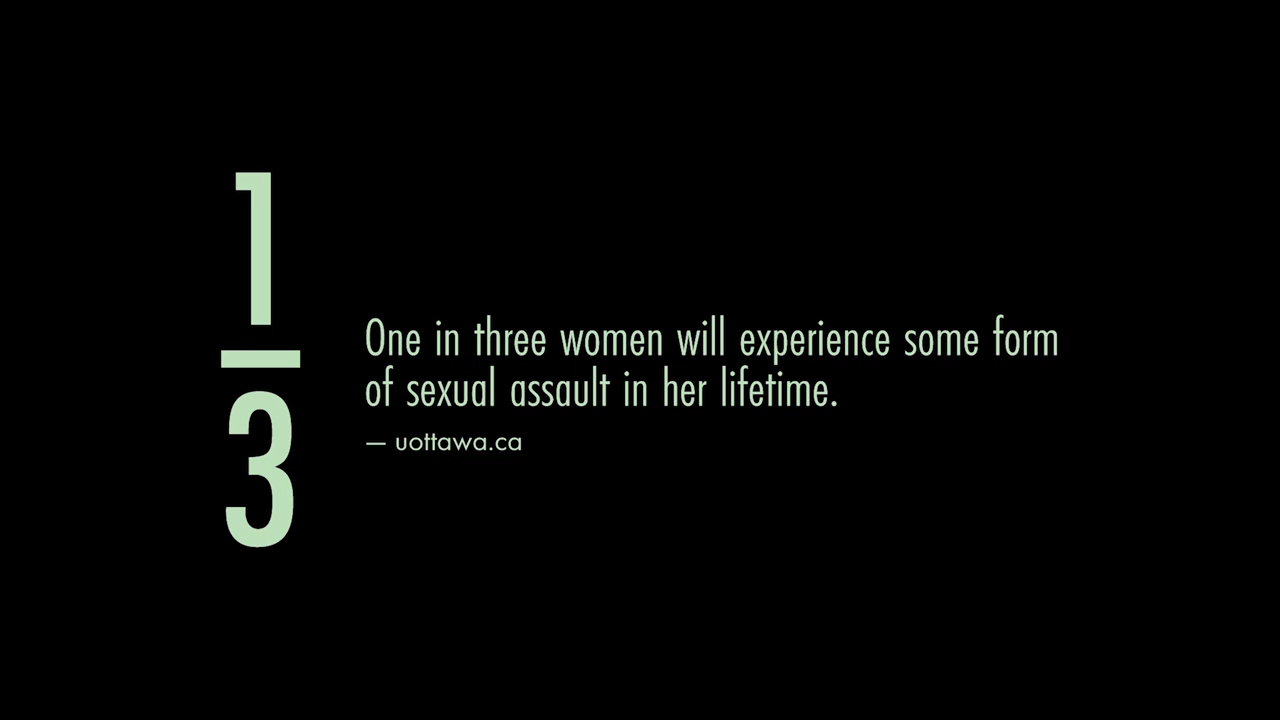 1
3
One in three women will experience some form
of sexual assault in her lifetime.
— uottawa.ca